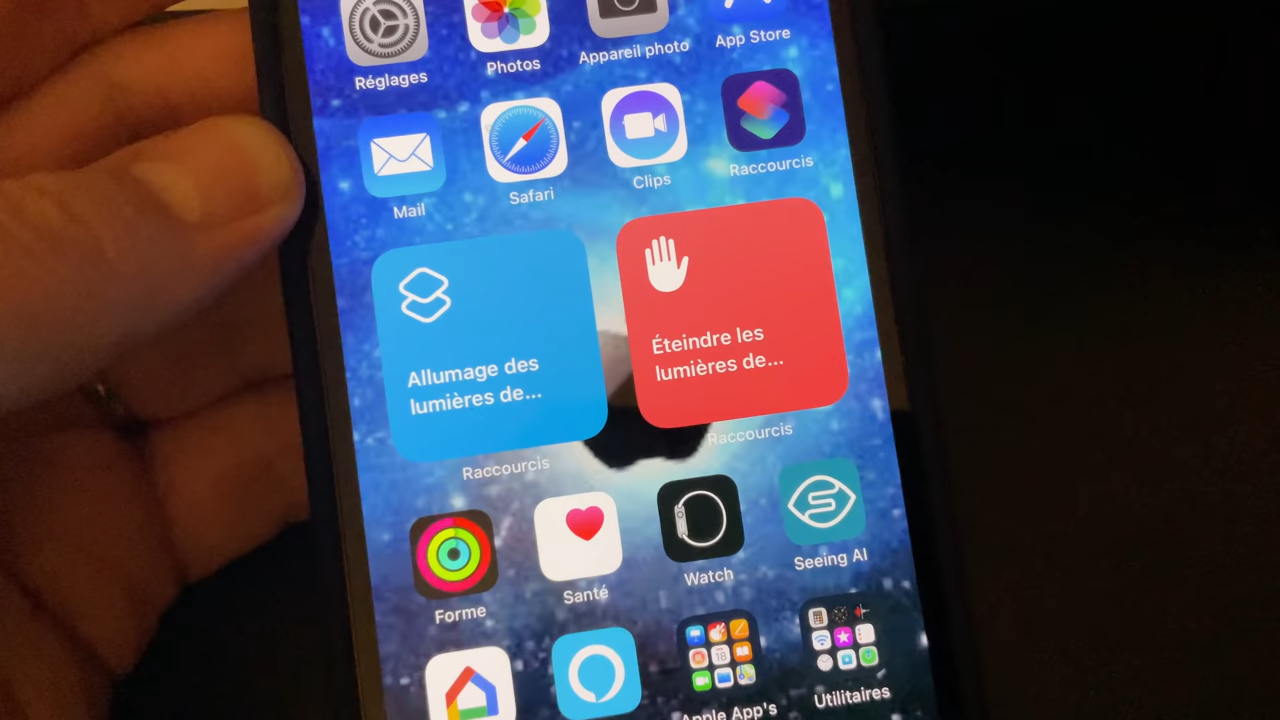 Réglages
Photos
Appareil photo
App Store
Mail
Safari
Clips
Raccourcis
Allumage des
lumières de...
Éteindre les
lumières de...
Raccourcis
Raccourcis
Forme
Santé
Watch
Seeing AI
18
Apple App's
Utilitaires